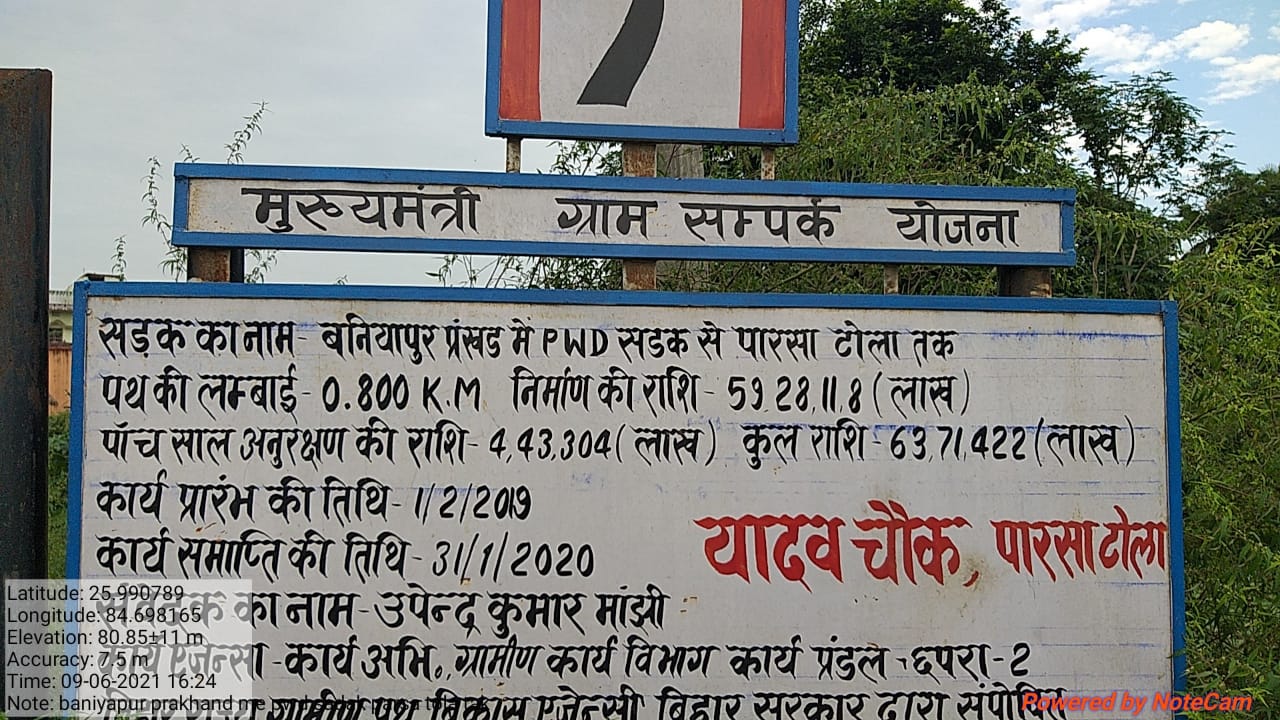 मुख्यमंत्री ग्राम सम्पर्क योजना
सड़क का नाम- बनियापुर प्रंखड में PWD सडक से पारसा टोला तक
पथ की लम्बाई- 0.800 K.M निर्माण की राशि- 59,28,11,8 (लाख)
पाँच साल अनुरक्षण की राशि- 4,43,304 (लाख) कुल राशि- 63,71,422 (लाख)
कार्य प्रारंभ की तिथि- 1/2/2019
कार्य समाप्ति की तिथि- 31/1/2020
यादव चौक, पारसा टोला
का नाम- उपेन्द्र कुमार मांझी
-कार्य अभि., ग्रामीण कार्य विभाग कार्य प्रंडल -छपरा-2
ग्रामीण विकास एजेन्सी बिहार सरकार द्वारा संपोषित
Latitude: 25.990789
Longitude: 84.698165
Elevation: 80.85±11 m
Accuracy: 7.5 m
Time: 09-06-2021 16:24
Note: baniyapur prakhand me
Powered by NoteCam